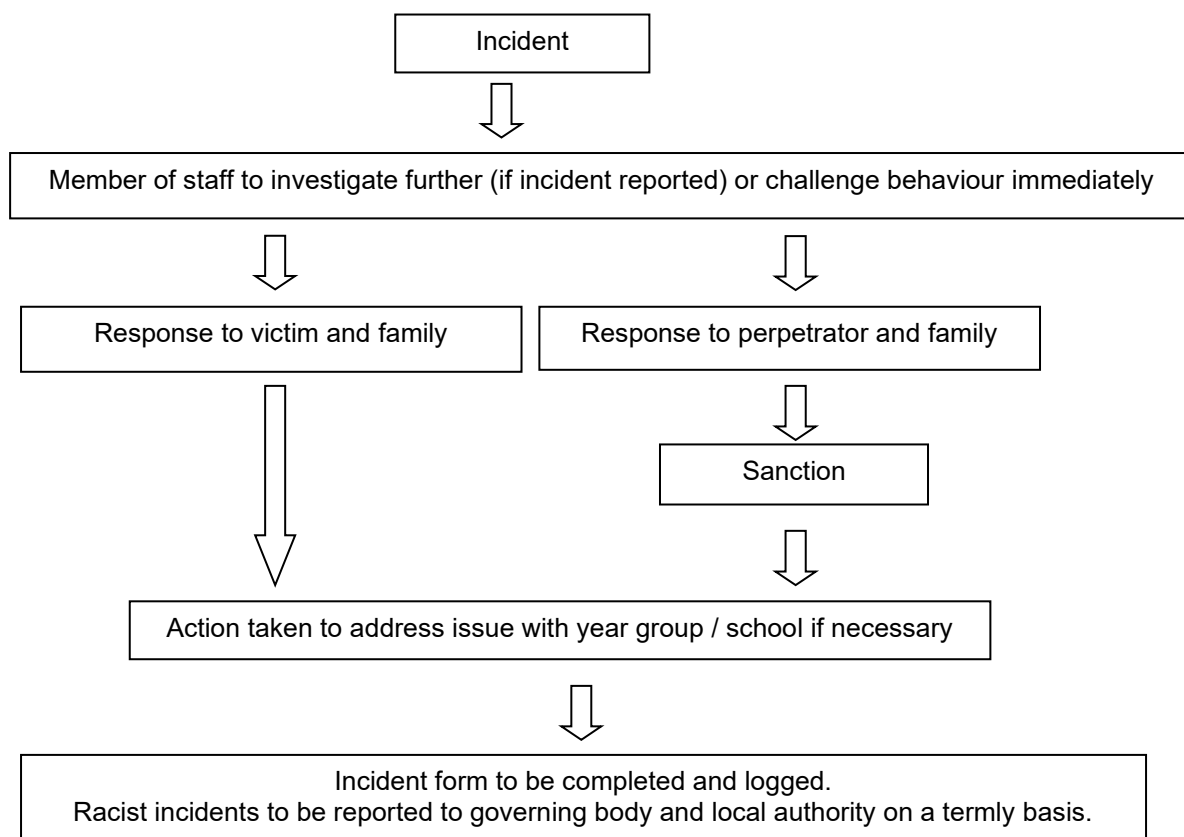 Incident
Member of staff to investigate further (if incident reported) or challenge behaviour immediately
Response to victim and family
Response to perpetrator and family
Sanction
Action taken to address issue with year group / school if necessary
Incident form to be completed and logged.
Racist incidents to be reported to governing body and local authority on a termly basis.